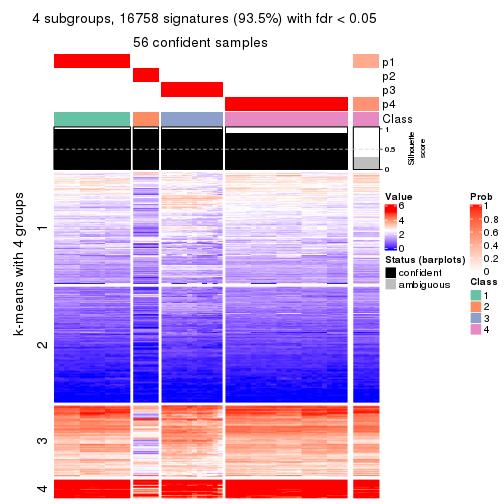 4 subgroups, 16758 signatures (93.5%) with fdr < 0.05
56 confident samples
p1
p2
p3
p4
Class
1
0.5
0
Silhouette
score
k-means with 4 groups
1
2
3
4
Value
6
4
2
0
Status (barplots)
confident
ambiguous
Prob
1
0.8
0.6
0.4
0.2
0
Class
1
2
3
4